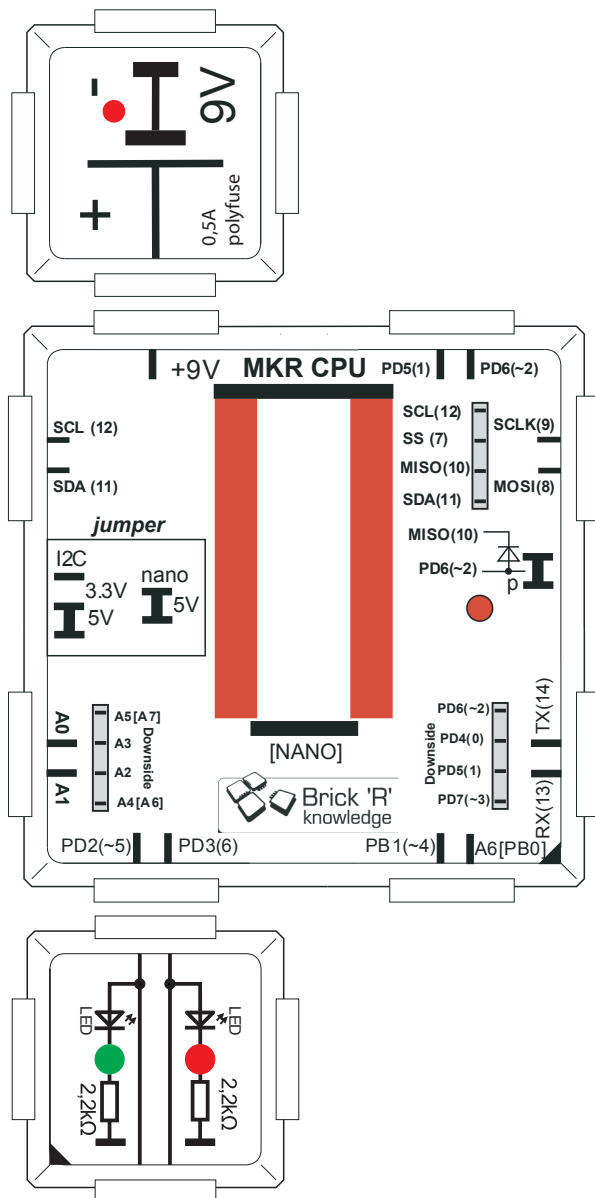 -
9V
+
0,5A
polyfuse
+9V
MKR CPU
PD5(1)
PD6(~2)
SCL (12)
SDA (11)
SCL(12)
SS (7)
MISO(10)
SDA(11)
SCLK(9)
MOSI(8)
jumper
I2C
3.3V
5V
nano
5V
MISO(10)
PD6(~2)
p
A0
A1
A5[A7]
A3
A2
A4[A6]
Downside
[NANO]
Brick 'R'
knowledge
Downside
PD6(~2)
PD4(0)
PD5(1)
PD7(~3)
TX(14)
RX(13)
PD2(~5)
PD3(6)
PB1(~4)
A6[PB0]
LED
LED
2,2kΩ
2,2kΩ